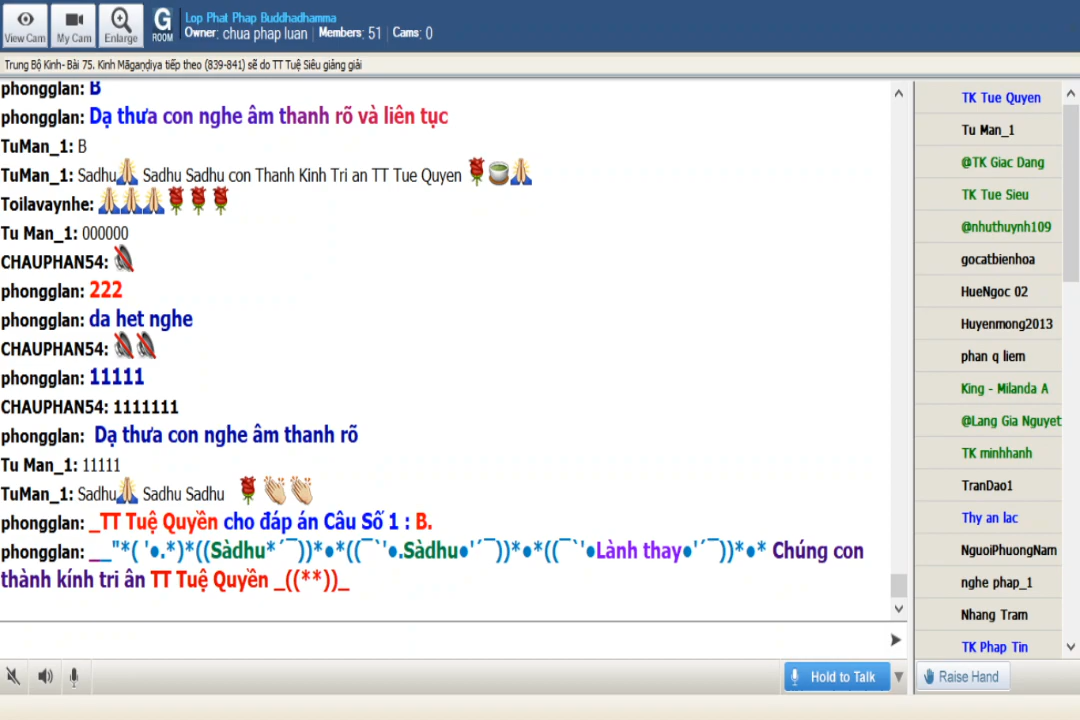 View Cam
My Cam
Enlarge
G ROOM
Lop Phat Phap Buddhadhamma
Owner: chua phap luan Members: 51 Cams: 0
Trung Bộ Kinh- Bài 75. Kinh Māgaṇḍiya tiếp theo (839-841) sẽ do TT Tuệ Siêu giảng giải
phongglan: B
phongglan: Dạ thưa con nghe âm thanh rõ và liên tục
TuMan_1: B
TuMan_1: Sadhu🙏 Sadhu Sadhu con Thanh Kinh Tri an TT Tue Quyen 🌹🍵🙏
Toilavaynhe: 🙏🙏🙏🌹🌹🌹
Tu Man_1: 000000
CHAUPHAN54:
phongglan: 222
phongglan: da het nghe
CHAUPHAN54:
phongglan: 11111
CHAUPHAN54: 1111111
phongglan: Dạ thưa con nghe âm thanh rõ
Tu Man_1: 11111
TuMan_1: Sadhu🙏 Sadhu Sadhu 🌹👏👏
phongglan: _TT Tuệ Quyền cho đáp án Câu Số 1 : B.
phongglan: __"*( '●.*)*((Sàdhu*´¯))*●*((¯`'●.Sàdhu●'´¯))*●*((¯`'●Lành thay●'´¯))*●* Chúng con
thành kính tri ân TT Tuệ Quyền _((**))_
Hold to Talk
TK Tue Quyen
Tu Man_1
@TK Giac Dang
TK Tue Sieu
@nhuthuynh109
gocatbienhoa
HueNgoc 02
Huyenmong2013
phan q liem
King - Milanda A
@Lang Gia Nguyet
TK minhhanh
TranDao1
Thy an lac
NguoiPhuongNam
nghe phap_1
Nhang Tram
TK Phap Tin
Raise Hand